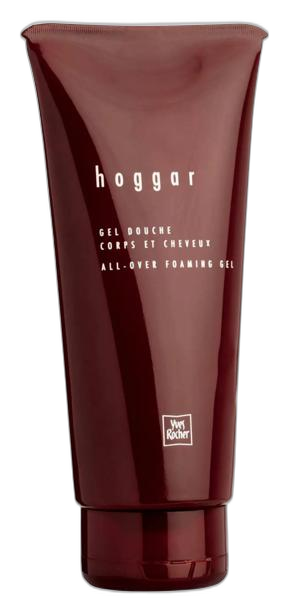 hoggar
GEL DOUCHE
CORPS ET CHEVEUX
ALL-OVER FOAMING GEL
Yves
Rocher